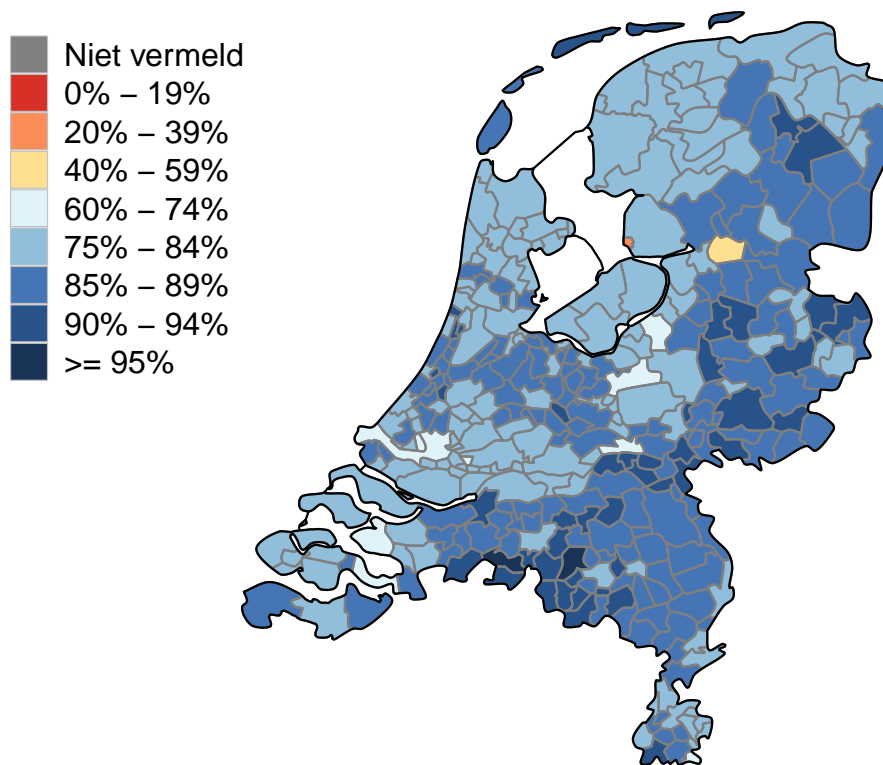 Niet vermeld
0% – 19%
20% – 39%
40% – 59%
60% – 74%
75% – 84%
85% – 89%
90% – 94%
>= 95%